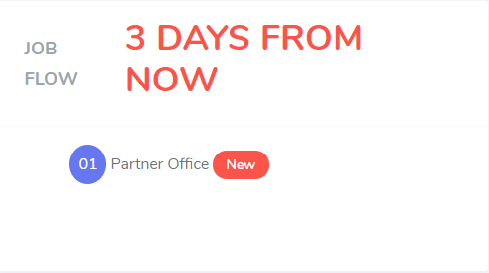 JOB
FLOW
3 DAYS FROM
NOW
01 Partner Office New